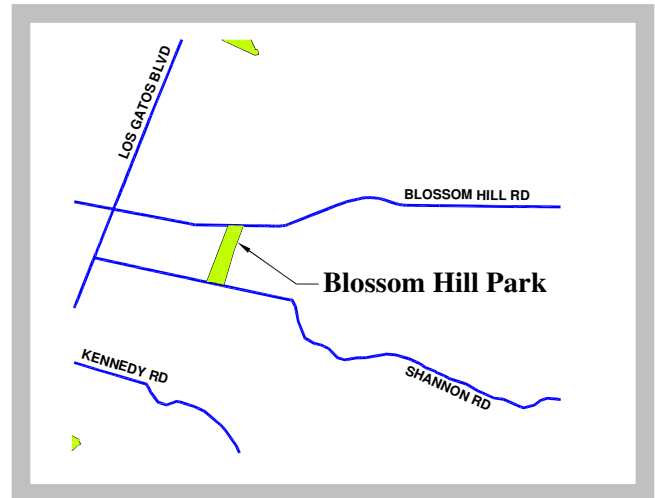 LOS GATOS BLVD
BLOSSOM HILL RD
Blossom Hill Park
KENNEDY RD
SHANNON RD